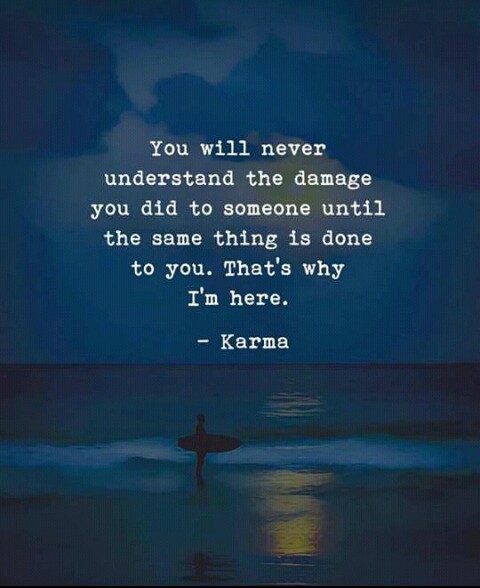 You will never
understand the damage
you did to someone until
the same thing is done
to you. That's why
I'm here.
- Karma